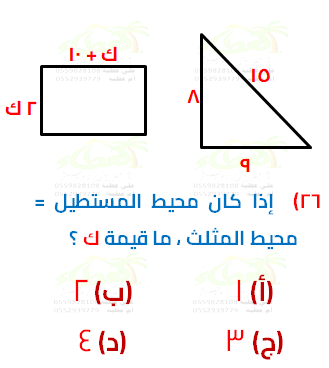 ك + ١٠
٢ ك
١٥
٨
٩
٢٦) إذا كان محيط المستطيل =
محيط المثلث ، ما قيمة ك ؟
(أ) ١
(ب) ٢
(ج) ٣
(د) ٤